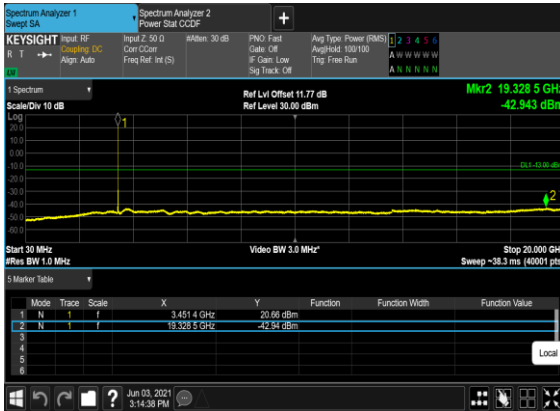 Spectrum Analyzer 1
Swept SA
Spectrum Analyzer 2
Power Stat CCDF
+
KEYSIGHT
R T
LW
Input: RF
Coupling: DC
Align: Auto
Input Z: 50 Ω
Corr CCorr
Freq Ref: Int (S)
#Atten: 30 dB
PNO: Fast
Gate: Off
IF Gain: Low
Sig Track: Off
Avg Type: Power (RMS)
Avg|Hold: 100/100
Trig: Free Run
1 2 3 4 5 6
A W W W W W
A N N N N N
1 Spectrum
Scale/Div 10 dB
Ref Lvl Offset 11.77 dB
Ref Level 30.00 dBm
Mkr2 19.328 5 GHz
-42.943 dBm
Log
20.0
10.0
0.00
-10.0
-20.0
-30.0
-40.0
-50.0
-60.0
1
DL1 -13.00 dBm
2
Start 30 MHz
#Res BW 1.0 MHz
Video BW 3.0 MHz*
Stop 20.000 GH
Sweep ~38.3 ms (40001 pts
5 Marker Table
Mode Trace Scale X Y Function Function Width Function Value
1 N 1 f 3.451 4 GHz 20.66 dBm
2 N 1 f 19.328 5 GHz -42.94 dBm
3
4
5
6
Local
?
Jun 03, 2021
3:14:38 PM